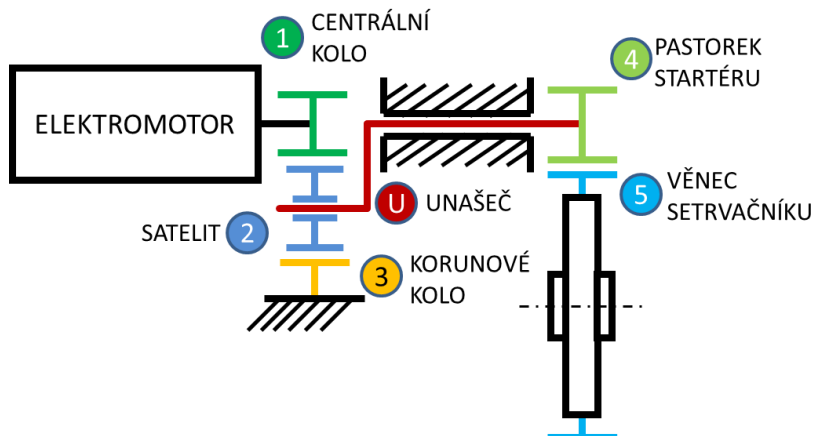 1 CENTRÁLNÍ
KOLO
4 PASTOREK
STARTÉRU
ELEKTROMOTOR
U UNAŠEČ
5 VĚNEC
SETRVAČNÍKU
SATELIT 2
3 KORUNOVÉ
KOLO